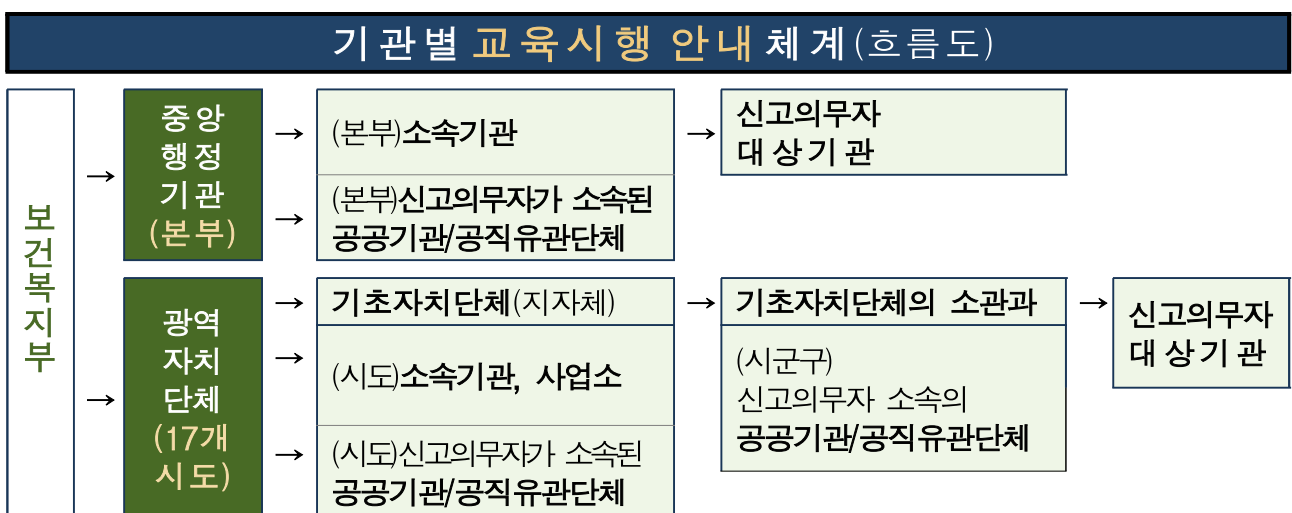 기관별 교육시행 안내 체계(흐름도)
보건복지부
→
중앙
행정
기관
(본부)
→
(본부)소속기관
→
신고의무자
대상기관
→
(본부)신고의무자가 소속된
공공기관/공직유관단체
→
광역
자치
단체
(17개
시도)
→
기초자치단체(지자체)
→
기초자치단체의 소관과
→
신고의무자
대상기관
→
(시도)소속기관, 사업소
(시군구)
신고의무자 소속의
공공기관/공직유관단체
→
(시도)신고의무자가 소속된
공공기관/공직유관단체